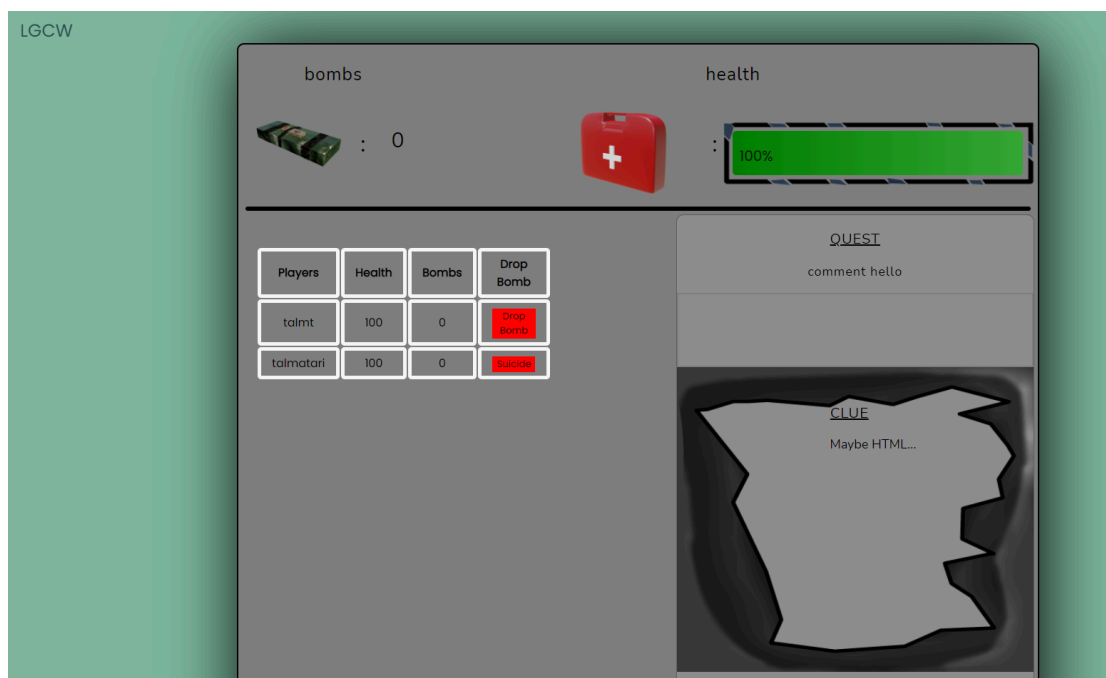 LGCW
bombs
health
: 0
: 100%
Players Health Bombs Drop Bomb
talmt 100 0 Drop Bomb
talmatari 100 0 Suicide
QUEST
comment hello
CLUE
Maybe HTML...